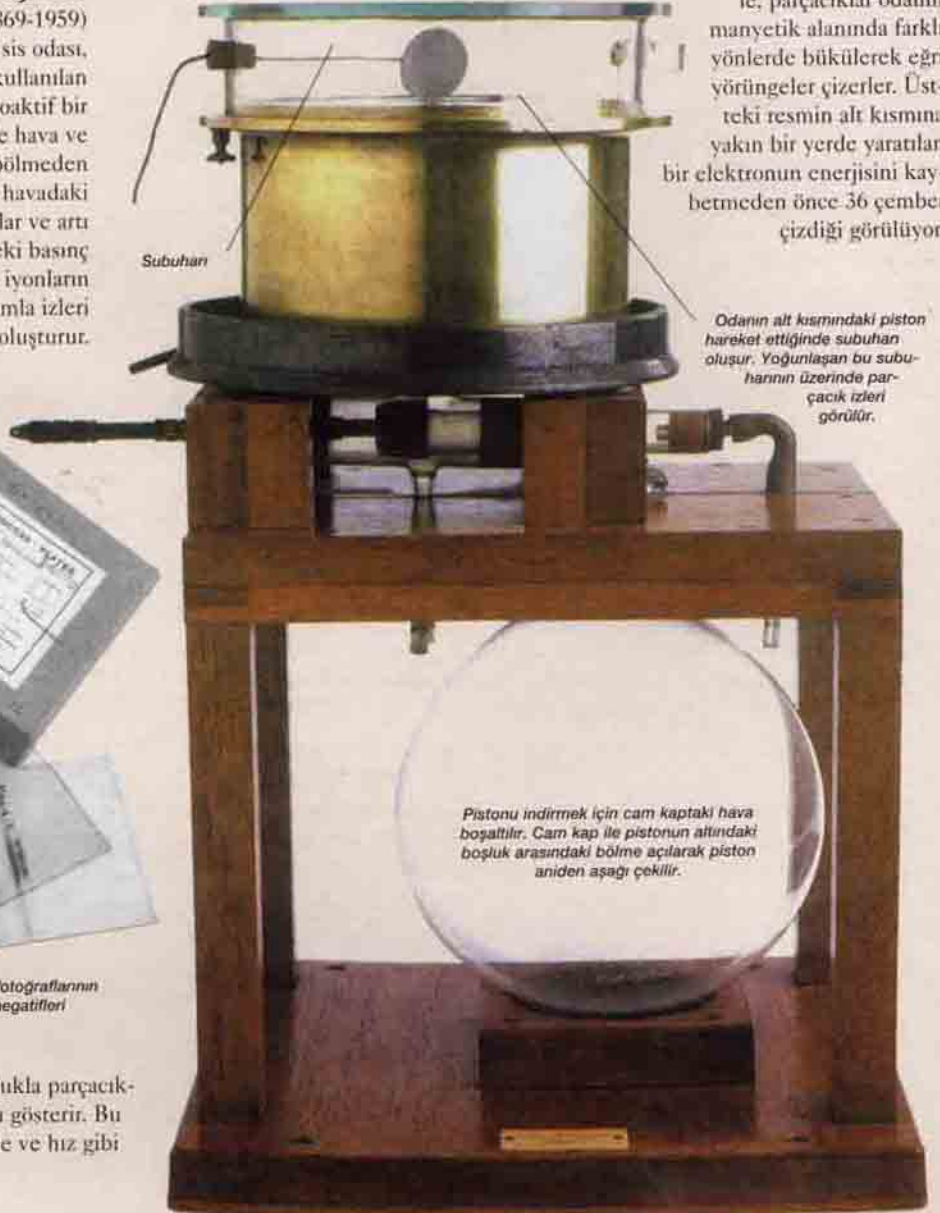 869-1959)
sis odası,
kullanılan
oaktif bir
e hava ve
bölmeden
havadaki
lar ve artı
eki basınç
iyonların
mla izleri
oluşturur.
manyetik alanında farklı
yönlerde bükülerek eğri
yörüngeler çizerler. Üst-
teki resmin alt kısmına
yakın bir yerde yaratılan
bir elektronun enerjisini kay-
betmeden önce 36 çember
çizdiği görülüyor
Subuharı
Odanın alt kısmındaki piston
hareket ettiğinde subuharı
oluşur. Yoğunlaşan bu subu-
harının üzerinde par-
çacık izleri
görülür.
Pistonu indirmek için cam kaptaki hava
boşaltılır. Cam kap ile pistonun altındaki
boşluk arasındaki bölme açılarak piston
aniden aşağı çekilir.
fotoğraflarının
negatifleri
ukla parçacık-
ı gösterir. Bu
e ve hız gibi